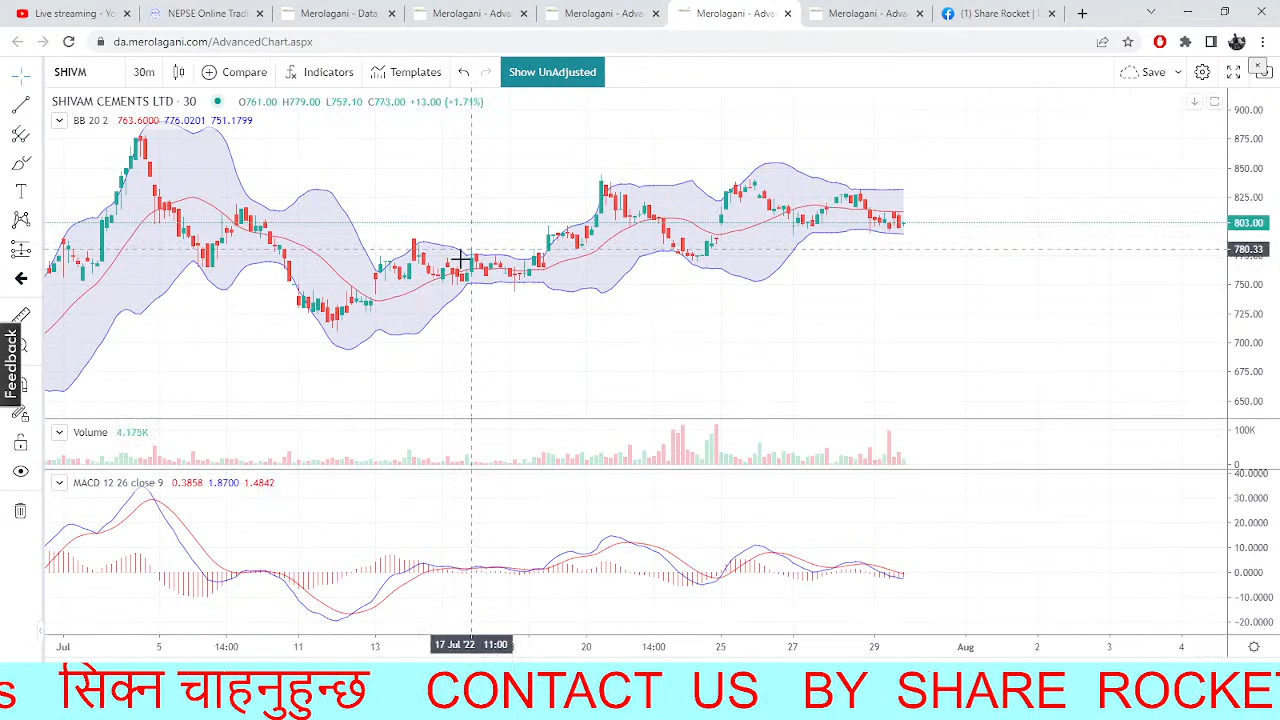 Live streaming - Yo
NEPSE Online Tradi
Merolagani - Data
Merolagani - Adva
Merolagani - Adva
Merolagani - Adva
Merolagani - Adva
(1) Share Rocket |
da.merolagani.com/AdvancedChart.aspx
SHIVM 30m Compare Indicators Templates Show UnAdjusted Save
SHIVAM CEMENTS LTD · 30 O761.00 H779.00 L757.10 C773.00 +13.00 (+1.71%)
BB 20 2 763.6000 776.0201 751.1799
900.00
875.00
850.00
825.00
803.00
780.33
750.00
725.00
700.00
675.00
650.00
Feedback
Volume 4.175K
100K
0
MACD 12 26 close 9 0.3858 1.8700 1.4842
40.0000
30.0000
20.0000
10.0000
0.0000
-10.0000
-20.0000
Jul 5 14:00 11 13 17 Jul '22 11:00 20 14:00 25 27 29 Aug 2 3 4
s सिक्न चाहनुहुन्छ CONTACT US BY SHARE ROCKET